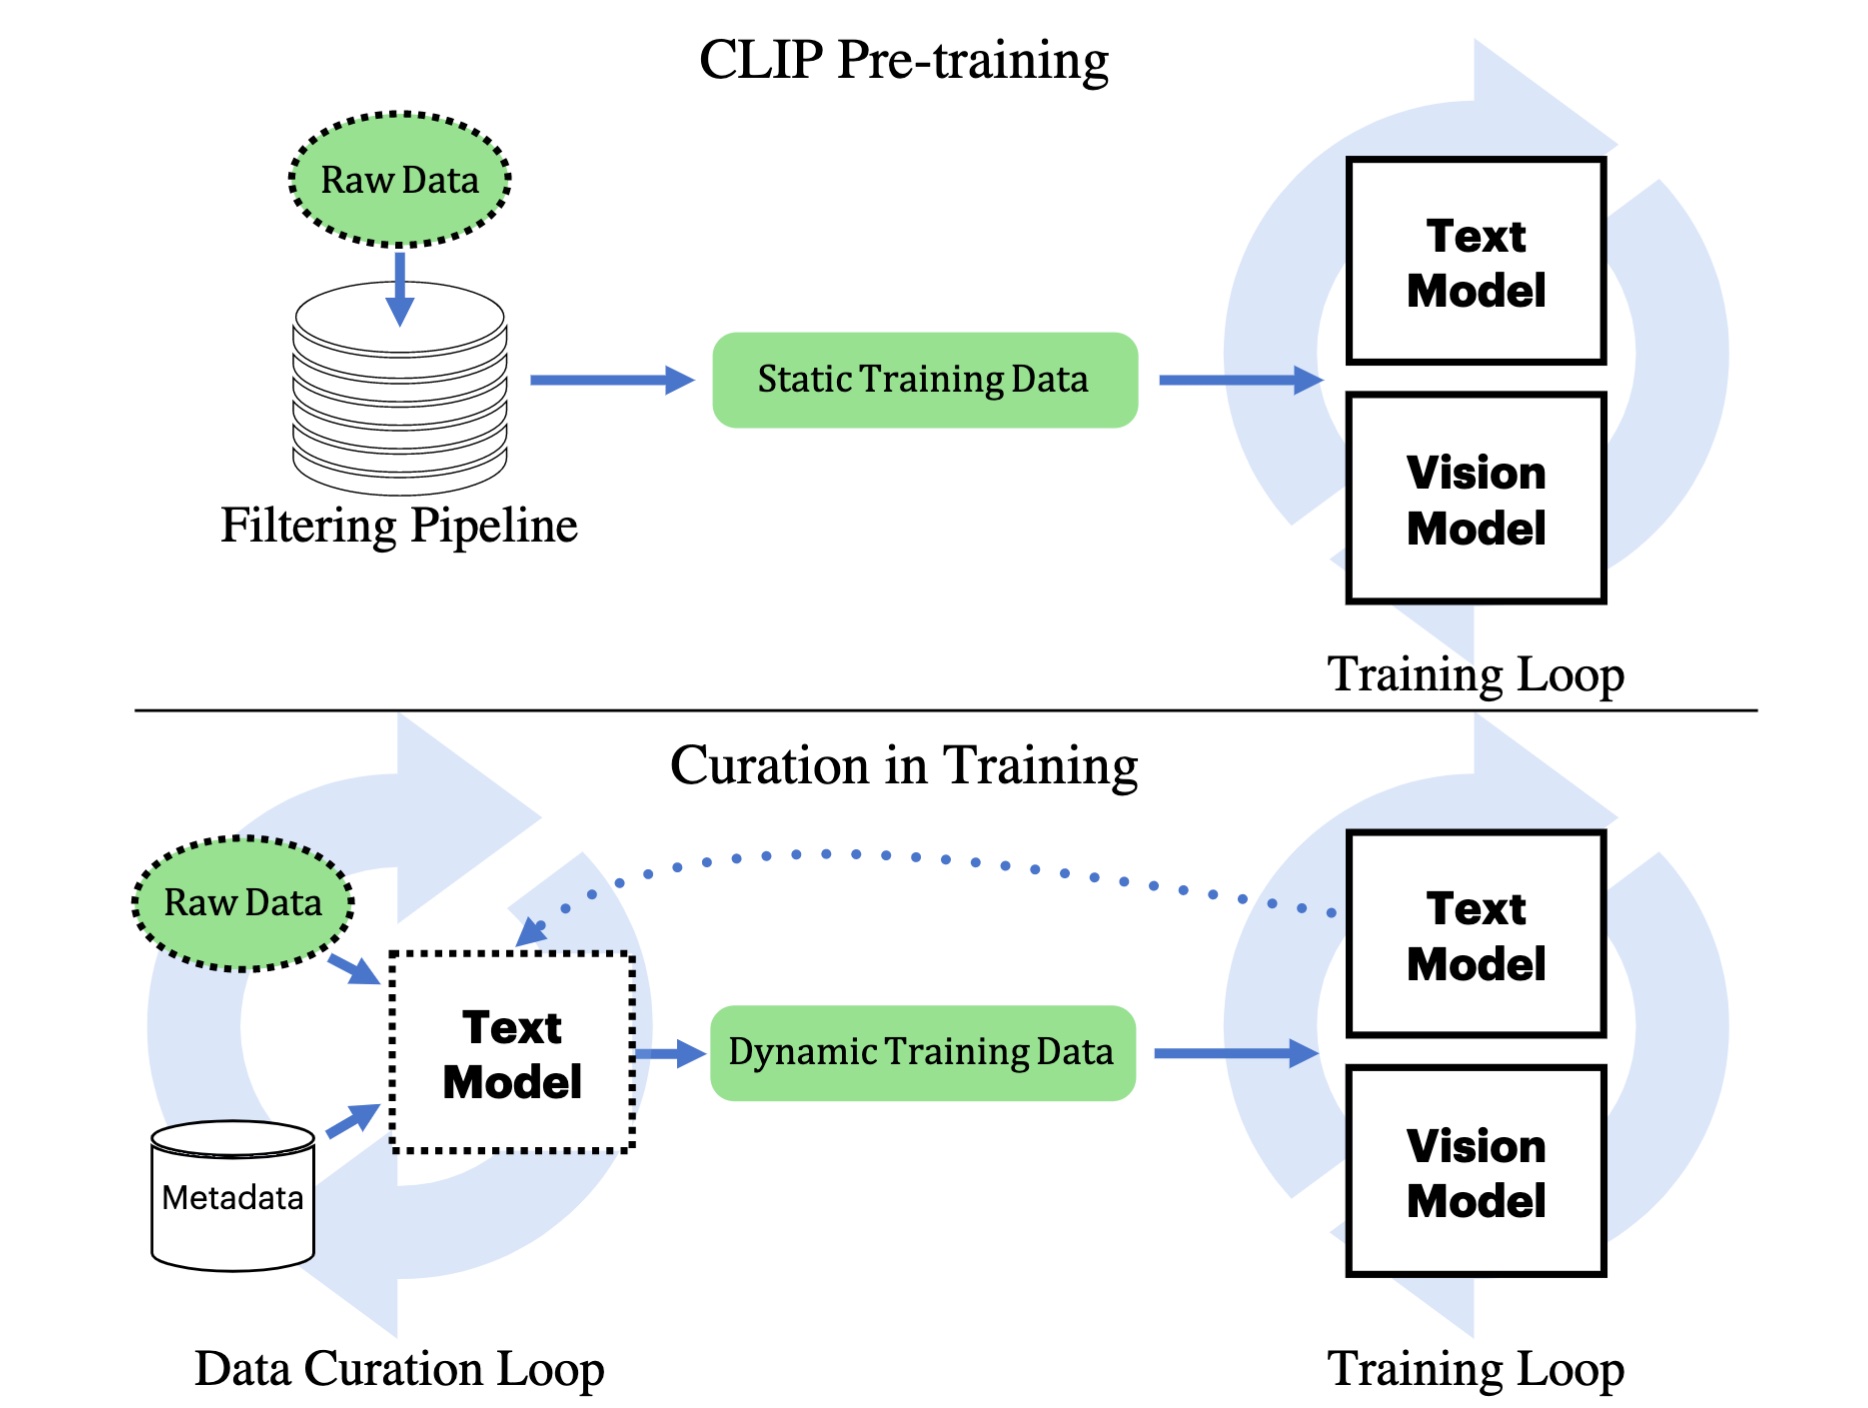 CLIP Pre-training
Raw Data
Filtering Pipeline
Static Training Data
Text
Model
Vision
Model
Training Loop
Curation in Training
Raw Data
Metadata
Text
Model
Data Curation Loop
Dynamic Training Data
Text
Model
Vision
Model
Training Loop